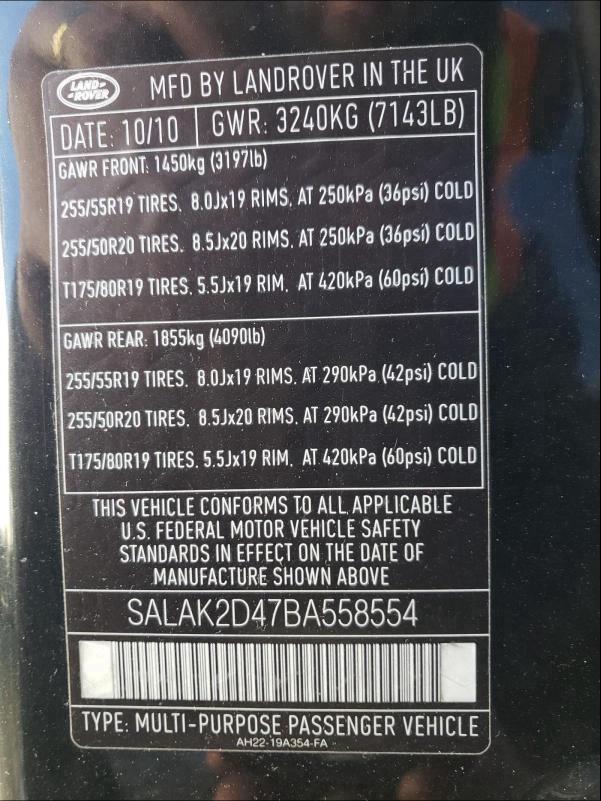 LAND-
-ROVER
MFD BY LANDROVER IN THE UK
DATE: 10/10 GWR: 3240KG (7143LB)
GAWR FRONT: 1450kg (3197lb)
255/55R19 TIRES, 8.0Jx19 RIMS, AT 250kPa (36psi) COLD
255/50R20 TIRES, 8.5Jx20 RIMS, AT 250kPa (36psi) COLD
T175/80R19 TIRES, 5.5Jx19 RIM, AT 420kPa (60psi) COLD
GAWR REAR: 1855kg (4090lb)
255/55R19 TIRES, 8.0Jx19 RIMS, AT 290kPa (42psi) COLD
255/50R20 TIRES, 8.5Jx20 RIMS, AT 290kPa (42psi) COLD
T175/80R19 TIRES, 5.5Jx19 RIM, AT 420kPa (60psi) COLD
THIS VEHICLE CONFORMS TO ALL APPLICABLE
U.S. FEDERAL MOTOR VEHICLE SAFETY
STANDARDS IN EFFECT ON THE DATE OF
MANUFACTURE SHOWN ABOVE
SALAK2D47BA558554
TYPE: MULTI-PURPOSE PASSENGER VEHICLE
AH22-19A354-FA